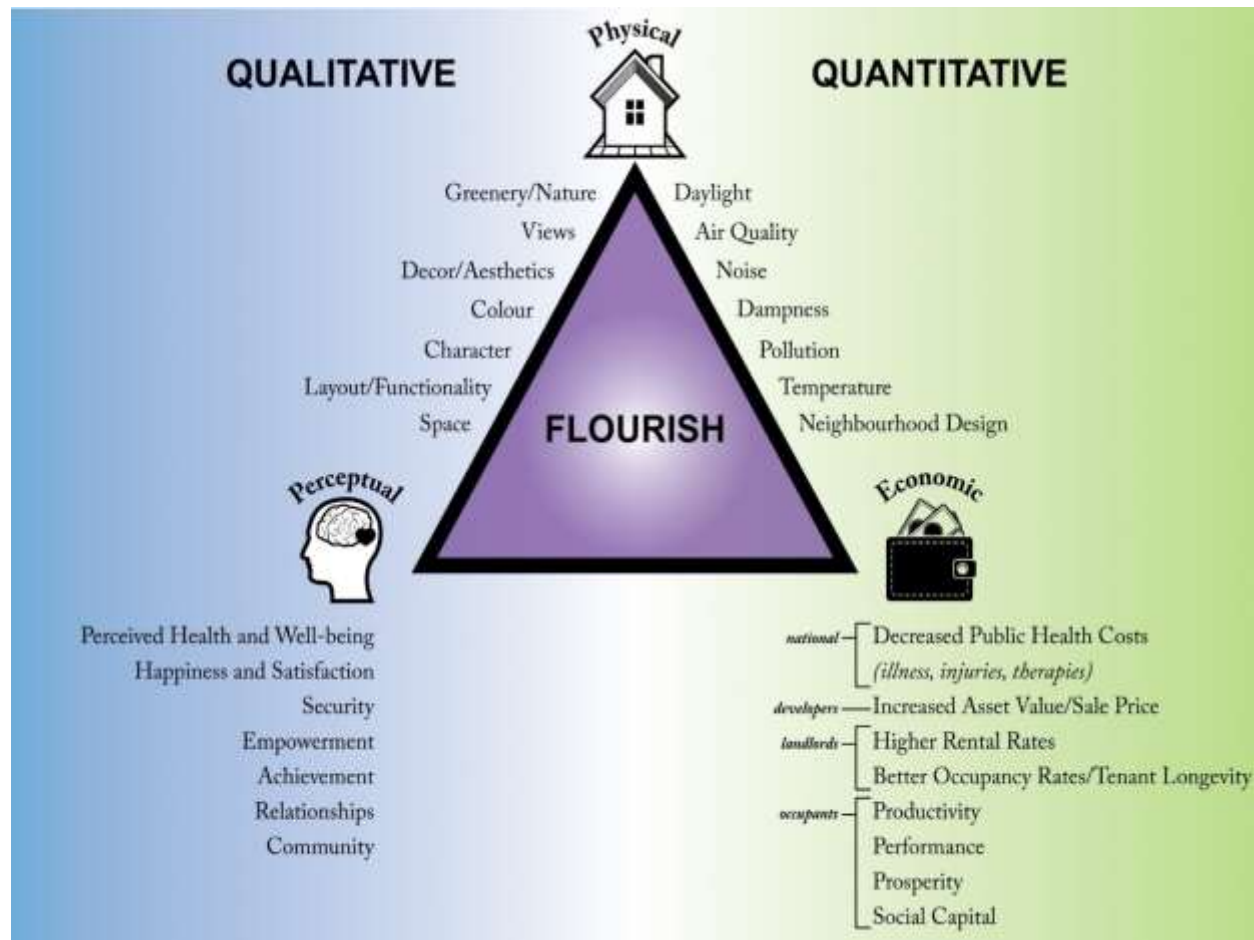 Physical
QUALITATIVE
QUANTITATIVE
Greenery/Nature
Views
Decor/Aesthetics
Colour
Character
Layout/Functionality
Space
Daylight
Air Quality
Noise
Dampness
Pollution
Temperature
Neighbourhood Design
FLOURISH
Perceptual
Perceived Health and Well-being
Happiness and Satisfaction
Security
Empowerment
Achievement
Relationships
Community
Economic
national
Decreased Public Health Costs
(illness, injuries, therapies)
developers
Increased Asset Value/Sale Price
landlords
Higher Rental Rates
Better Occupancy Rates/Tenant Longevity
occupants
Productivity
Performance
Prosperity
Social Capital